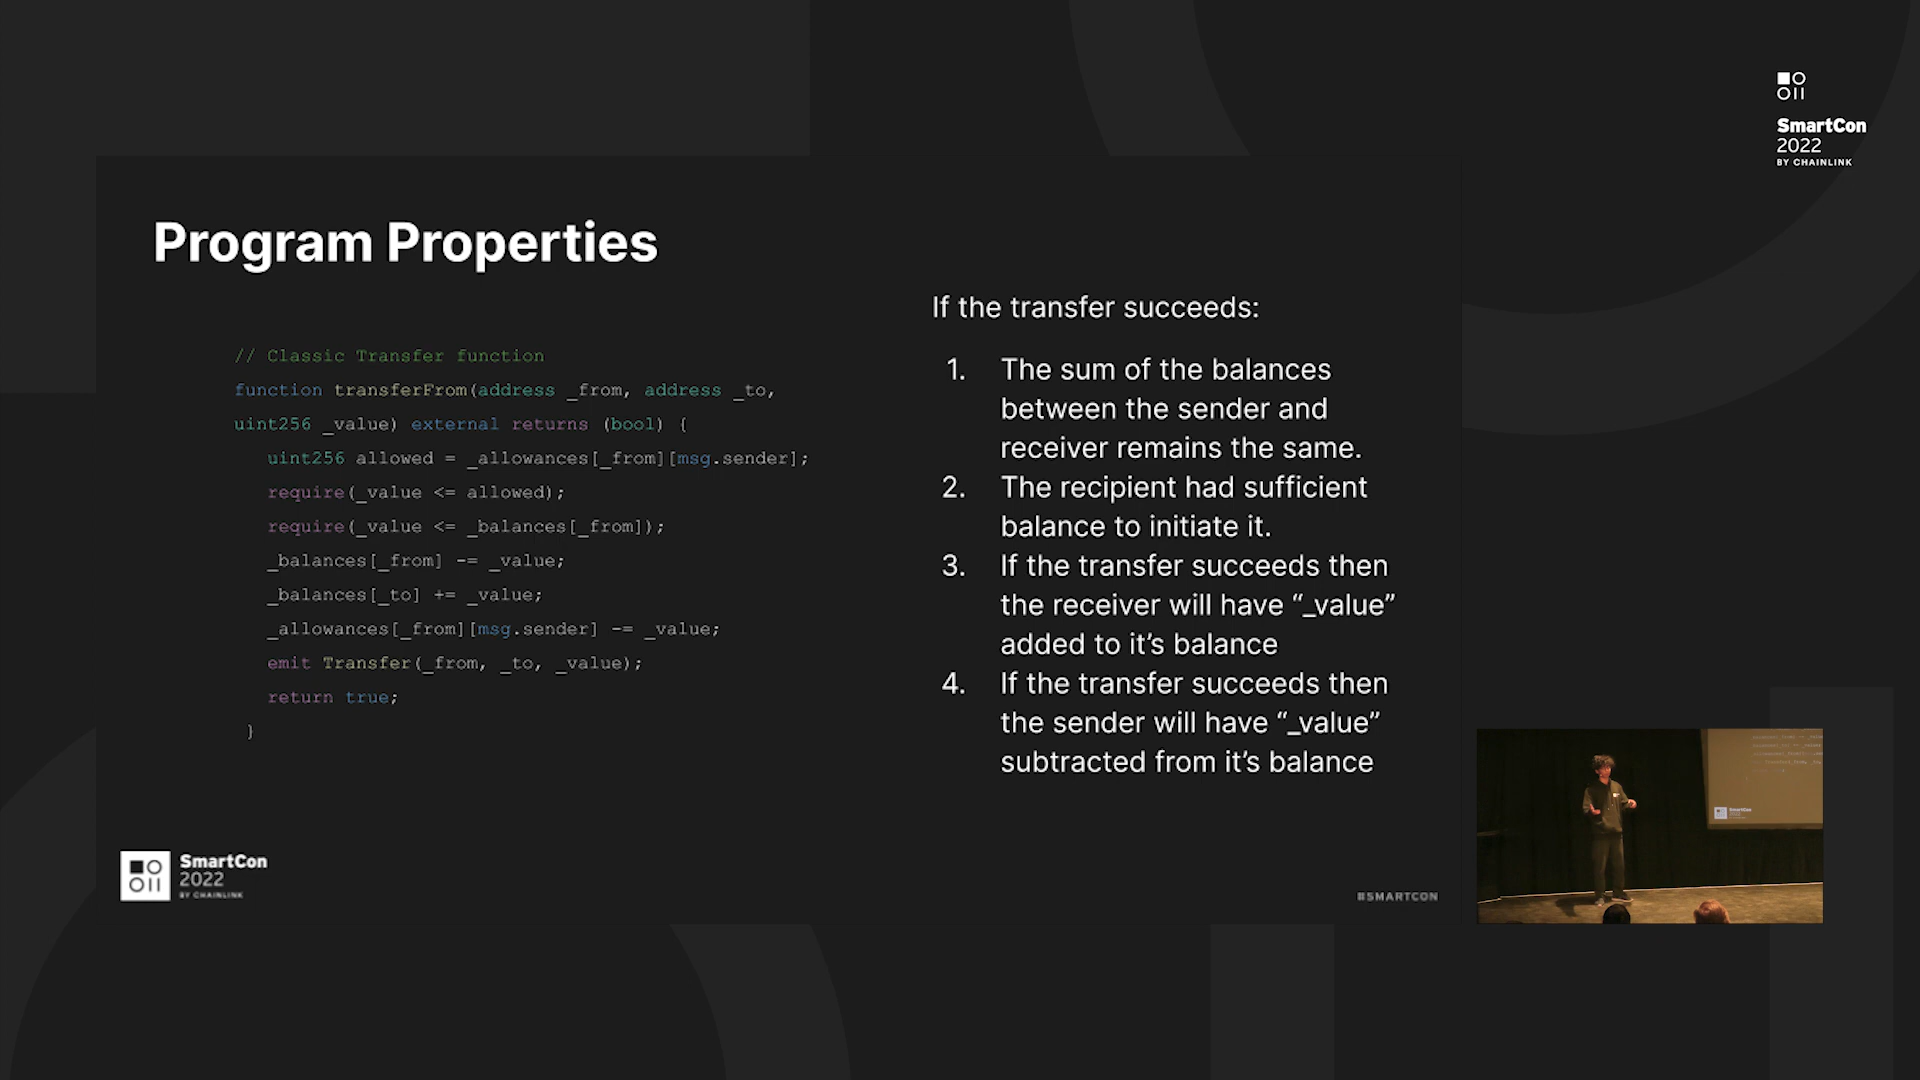 SmartCon
2022
BY CHAINLINK
Program Properties
// Classic Transfer function
function transferFrom(address _from, address _to,
uint256 _value) external returns (bool) {
uint256 allowed = _allowances[_from][msg.sender];
require(_value <= allowed);
require(_value <= _balances[_from]);
_balances[_from] -= _value;
_balances[_to] += _value;
_allowances[_from][msg.sender] -= _value;
emit Transfer(_from, _to, _value);
return true;
}
If the transfer succeeds:
1. The sum of the balances
between the sender and
receiver remains the same.
2. The recipient had sufficient
balance to initiate it.
3. If the transfer succeeds then
the receiver will have “_value”
added to it’s balance
4. If the transfer succeeds then
the sender will have “_value”
subtracted from it’s balance
SmartCon
2022
BY CHAINLINK
#SMARTCON